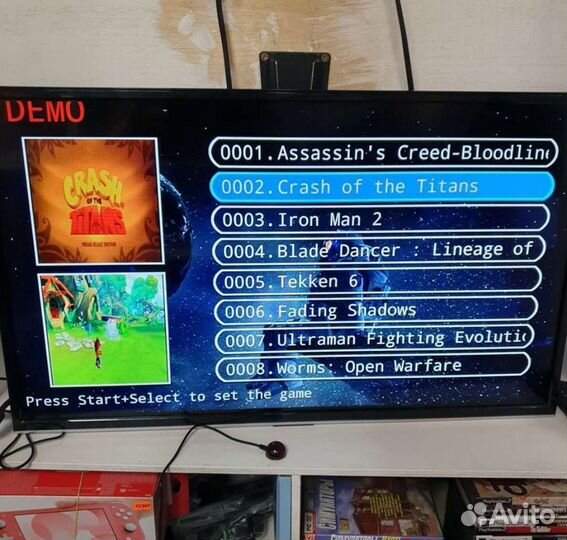 DEMO
CRASH
OF THE
TITANS
0001.Assassin's Creed-Bloodline
0002.Crash of the Titans
0003.Iron Man 2
0004.Blade Dancer : Lineage of
0005.Tekken 6
0006.Fading Shadows
0007.Ultraman Fighting Evolutio
0008.Worms: Open Warfare
Press Start+Select to set the game
Avito